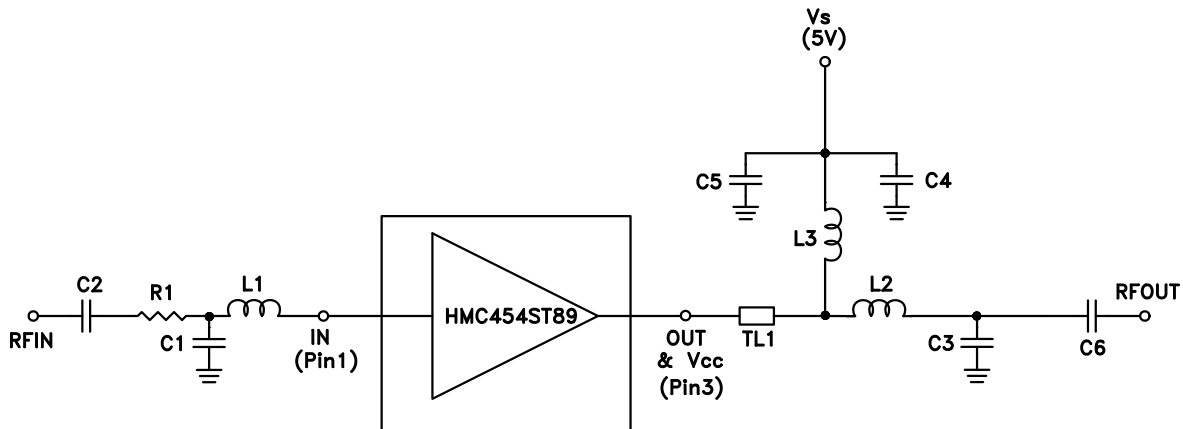 Vs
(5V)
C5
C4
L3
C2
R1
L1
L2
RFOUT
HMC454ST89
RFIN
C1
IN
(Pin1)
OUT
& Vcc
(Pin3)
TL1
C3
C6